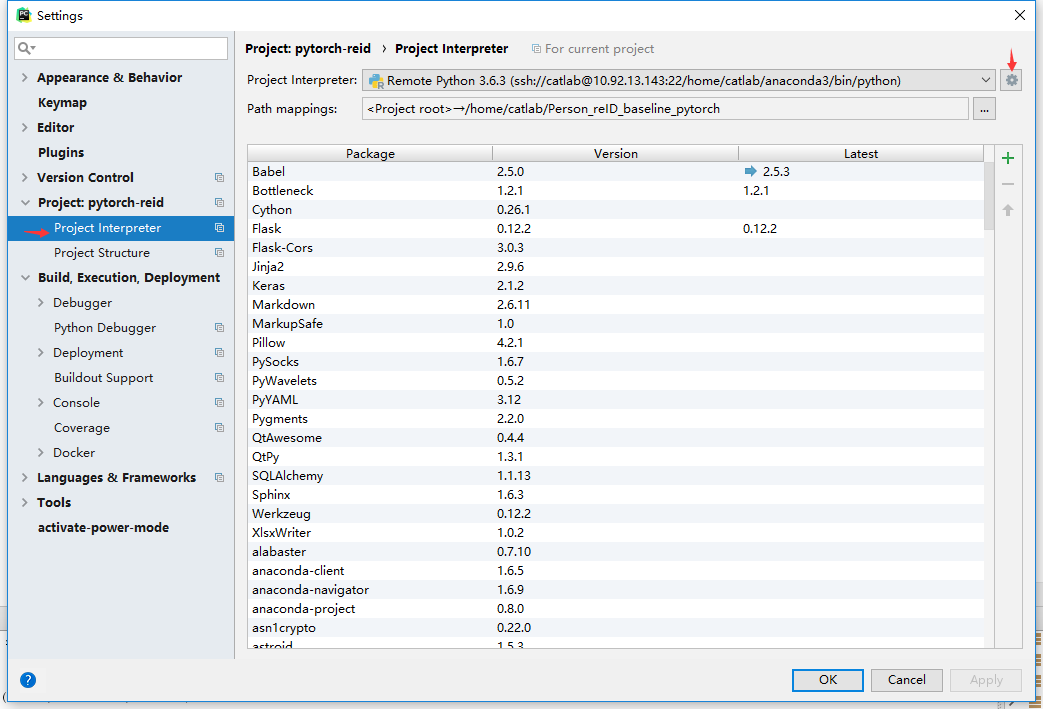 Settings
Project: pytorch-reid › Project Interpreter For current project
Project Interpreter: Remote Python 3.6.3 (ssh://catlab@10.92.13.143:22/home/catlab/anaconda3/bin/python)
Path mappings: <Project root>→/home/catlab/Person_reID_baseline_pytorch ...
Appearance & Behavior
Keymap
Editor
Plugins
Version Control
Project: pytorch-reid
Project Interpreter
Project Structure
Build, Execution, Deployment
Debugger
Python Debugger
Deployment
Buildout Support
Console
Coverage
Docker
Languages & Frameworks
Tools
activate-power-mode
Package Version Latest
Babel 2.5.0 2.5.3
Bottleneck 1.2.1 1.2.1
Cython 0.26.1
Flask 0.12.2 0.12.2
Flask-Cors 3.0.3
Jinja2 2.9.6
Keras 2.1.2
Markdown 2.6.11
MarkupSafe 1.0
Pillow 4.2.1
PySocks 1.6.7
PyWavelets 0.5.2
PyYAML 3.12
Pygments 2.2.0
QtAwesome 0.4.4
QtPy 1.3.1
SQLAlchemy 1.1.13
Sphinx 1.6.3
Werkzeug 0.12.2
XlsxWriter 1.0.2
alabaster 0.7.10
anaconda-client 1.6.5
anaconda-navigator 1.6.9
anaconda-project 0.8.0
asn1crypto 0.22.0
astroid 1.5.3
? OK Cancel Apply